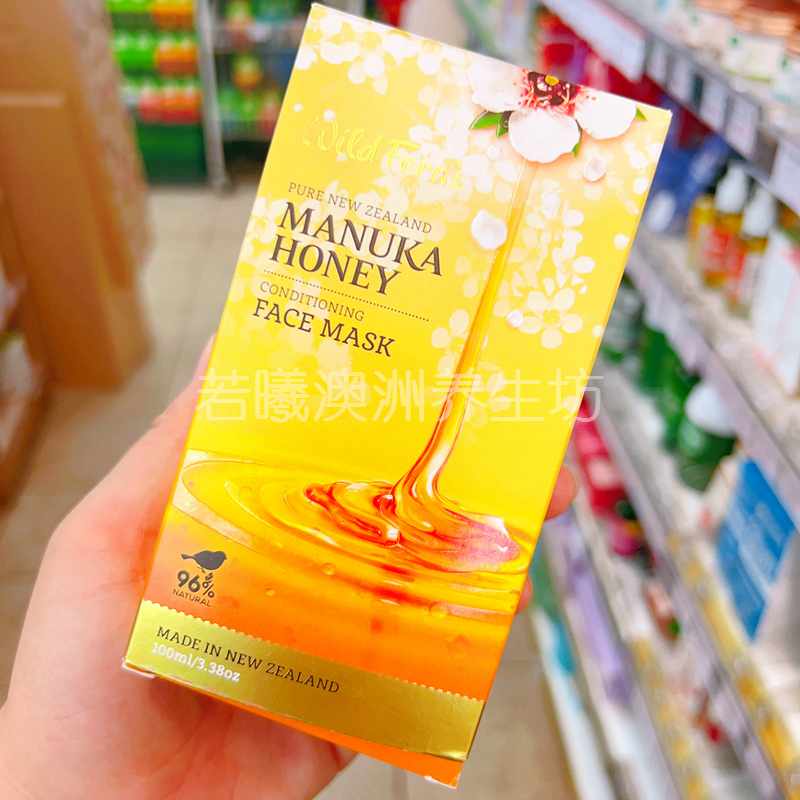 Wild Ferns
PURE NEW ZEALAND
MANUKA
HONEY
CONDITIONING
FACE MASK
若曦澳洲养生坊
96%
NATURAL
MADE IN NEW ZEALAND
100ml/3.38oz